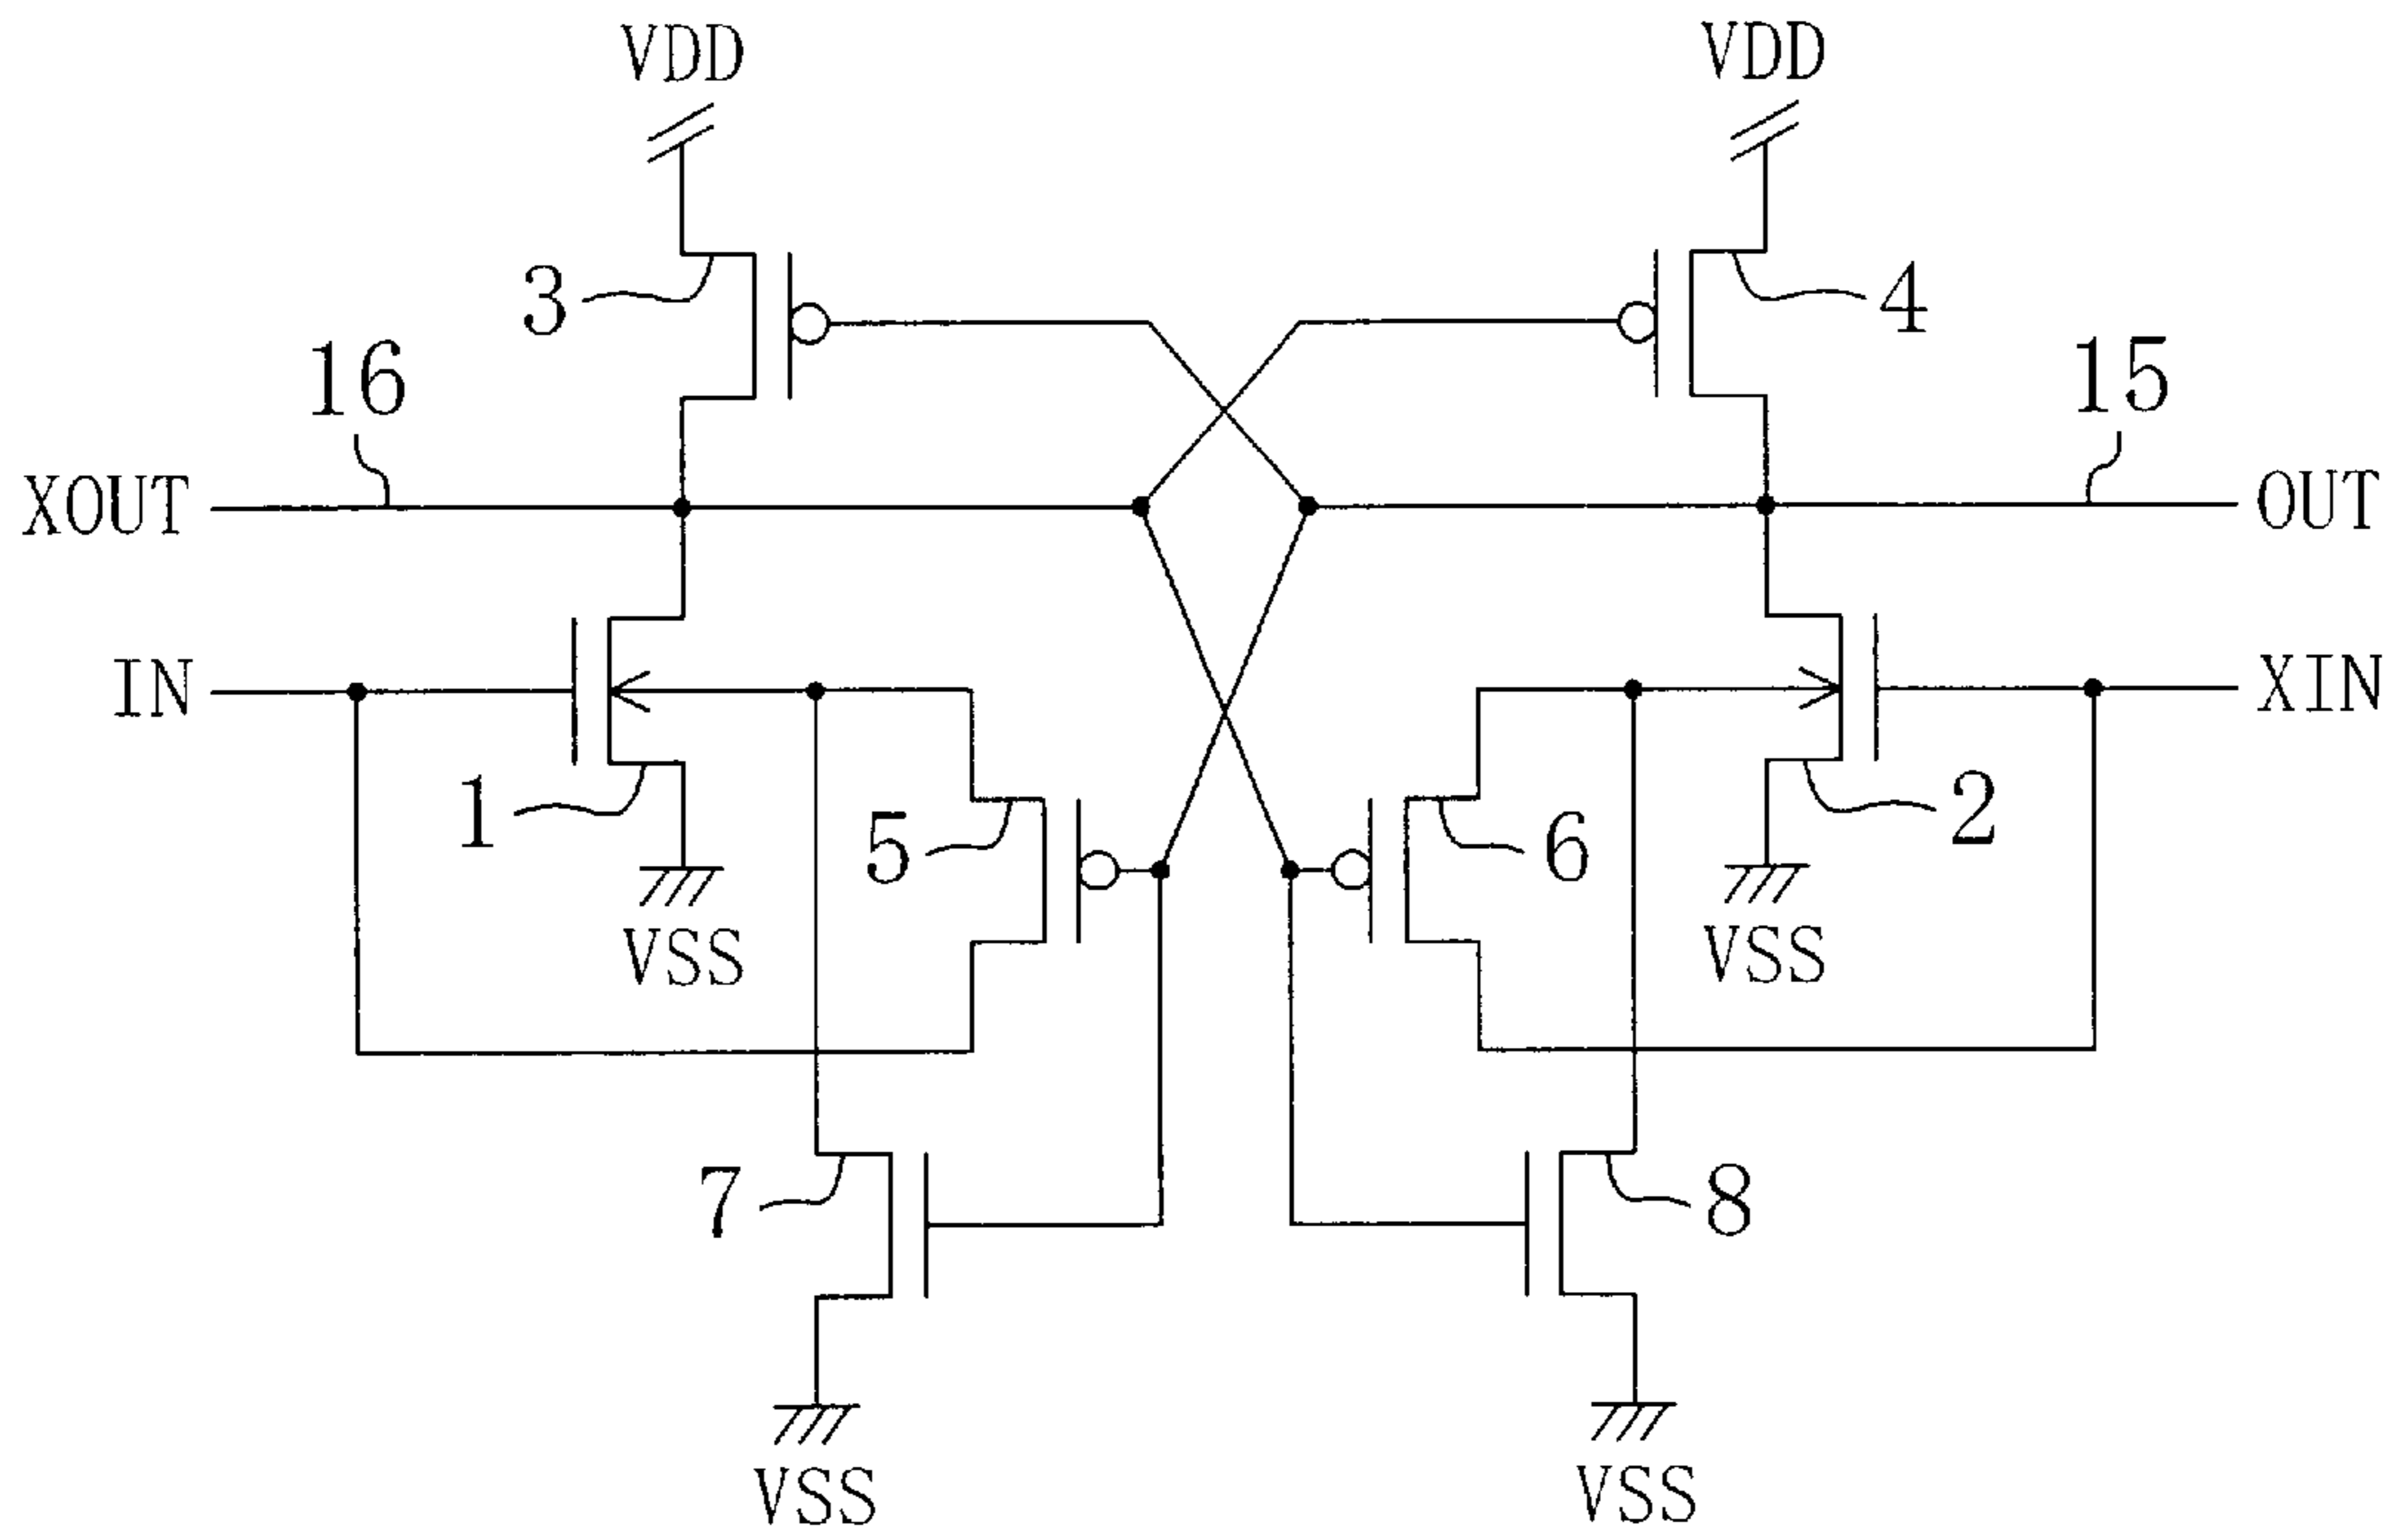 VDD VDD
3 4
16 15
XOUT OUT
IN XIN
1 5 6 2
VSS VSS
7 8
VSS VSS